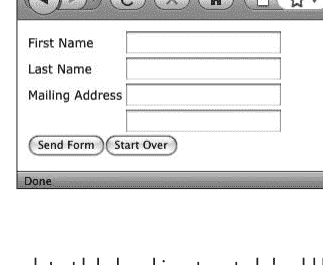 First Name
Last Name
Mailing Address
Send Form Start Over
Done